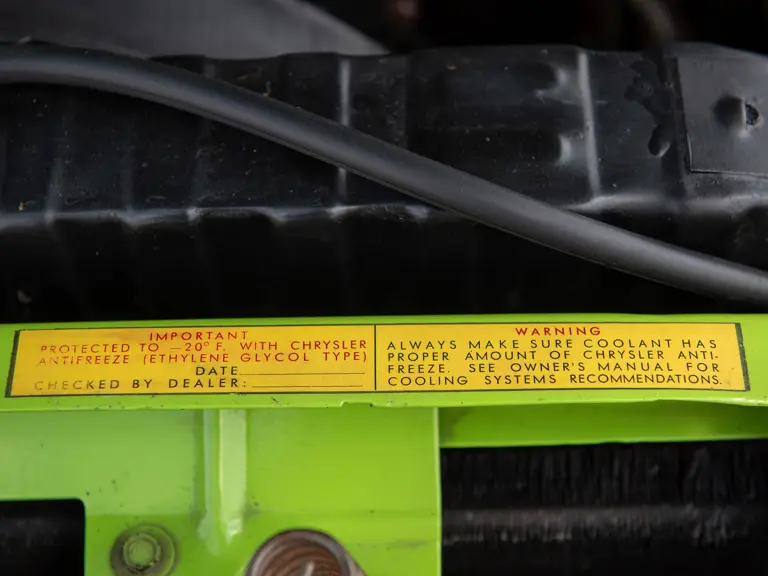 IMPORTANT
PROTECTED TO -20° F. WITH CHRYSLER
ANTIFREEZE (ETHYLENE GLYCOL TYPE)
DATE
CHECKED BY DEALER:
WARNING
ALWAYS MAKE SURE COOLANT HAS
PROPER AMOUNT OF CHRYSLER ANTI-
FREEZE. SEE OWNER'S MANUAL FOR
COOLING SYSTEMS RECOMMENDATIONS.